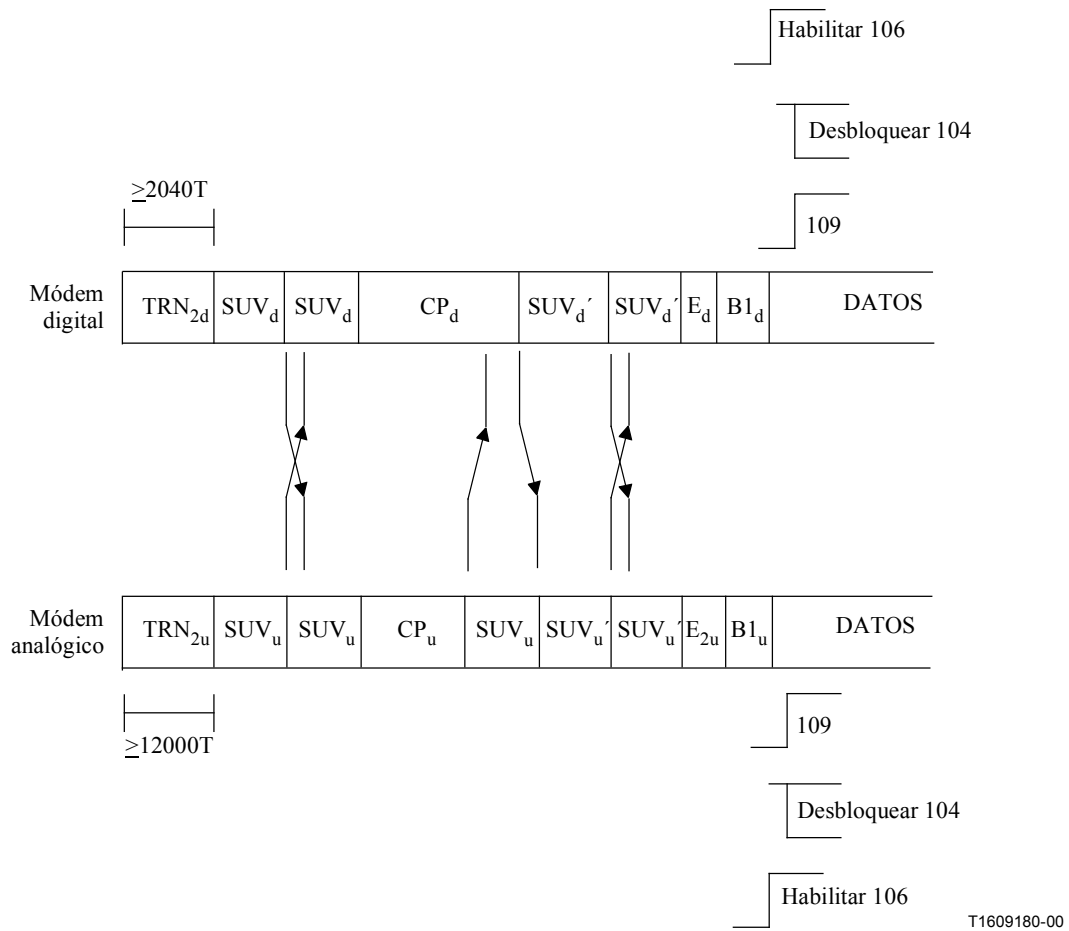 Habilitar 106
Desbloquear 104
≥2040T
109
Módem digital
TRN2d SUVd SUVd CPd SUVd´ SUVd´ Ed B1d DATOS
Módem analógico
TRN2u SUVu SUVu CPu SUVu SUVu´ SUVu´ E2u B1u DATOS
≥12000T
109
Desbloquear 104
Habilitar 106
T1609180-00